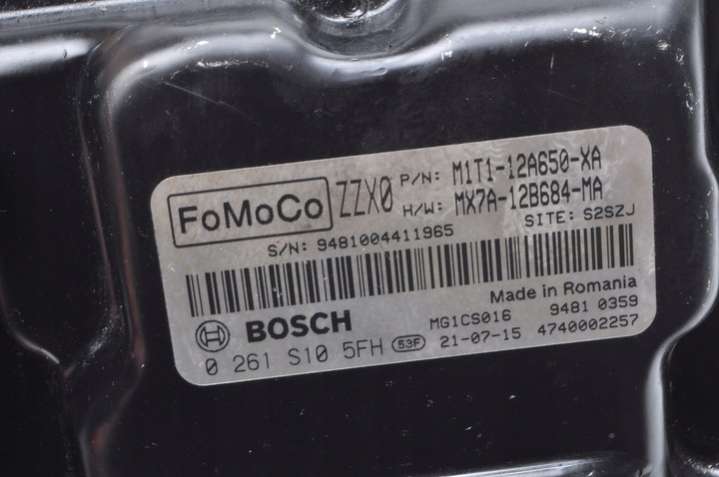 FoMoCo ZZX0 P/N: M1T1-12A650-XA
H/W: MX7A-12B684-MA
S/N: 9481004411965 SITE: S2SZJ
Made in Romania
BOSCH MG1CS016 9481 0359
0 261 S10 5FH 53F 21-07-15 4740002257